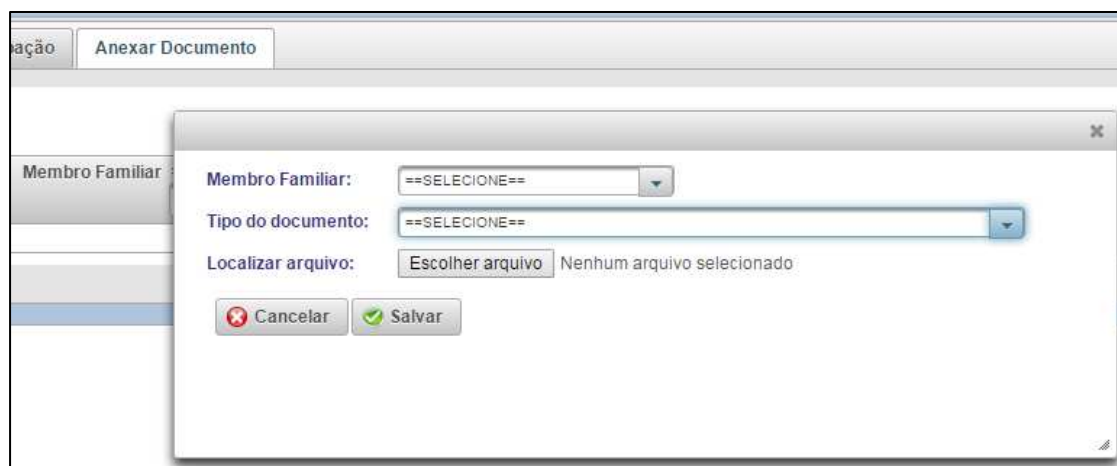 Anexar Documento
Membro Familiar
Membro Familiar: ==SELECIONE==
Tipo do documento: ==SELECIONE==
Localizar arquivo: Escolher arquivo Nenhum arquivo selecionado
Cancelar Salvar